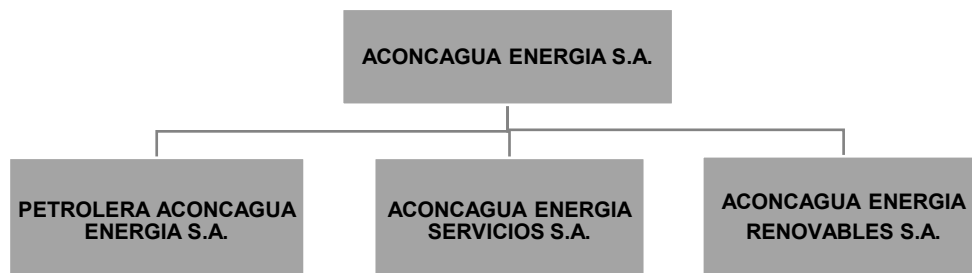 ACONCAGUA ENERGIA S.A.
PETROLERA ACONCAGUA
ENERGIA S.A.
ACONCAGUA ENERGIA
SERVICIOS S.A.
ACONCAGUA ENERGIA
RENOVABLES S.A.